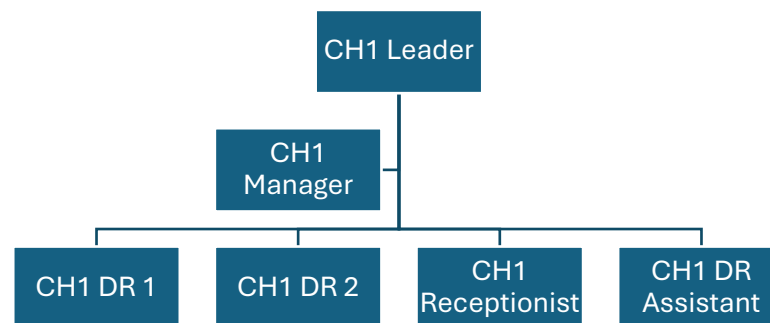 CH1 Leader
CH1
Manager
CH1 DR 1
CH1 DR 2
CH1
Receptionist
CH1 DR
Assistant